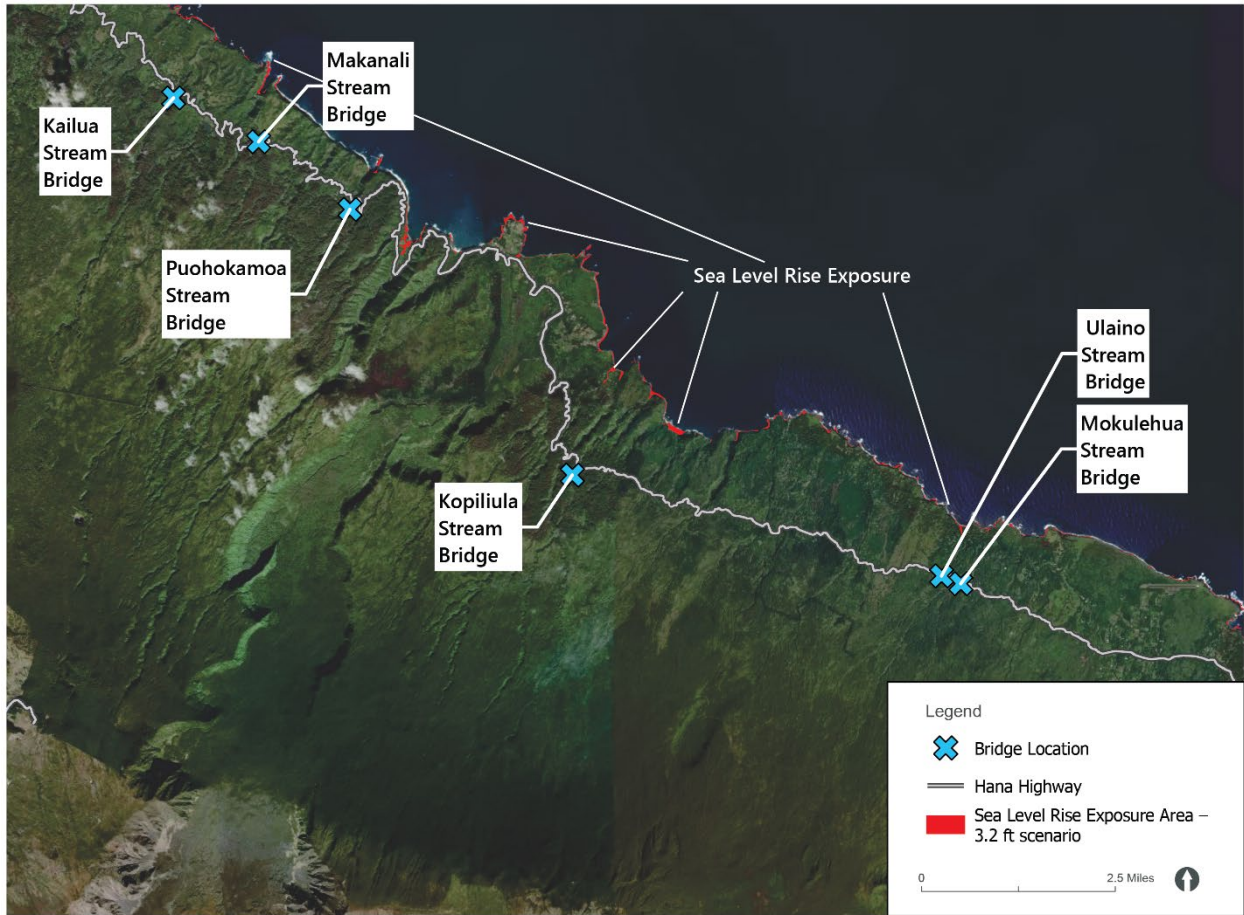 Makanali
Stream
Bridge
Kailua
Stream
Bridge
Puohokamoa
Stream
Bridge
Sea Level Rise Exposure
Ulaino
Stream
Bridge
Mokulehua
Stream
Bridge
Kopiliula
Stream
Bridge
Legend
Bridge Location
Hana Highway
Sea Level Rise Exposure Area –
3.2 ft scenario
0
2.5 Miles